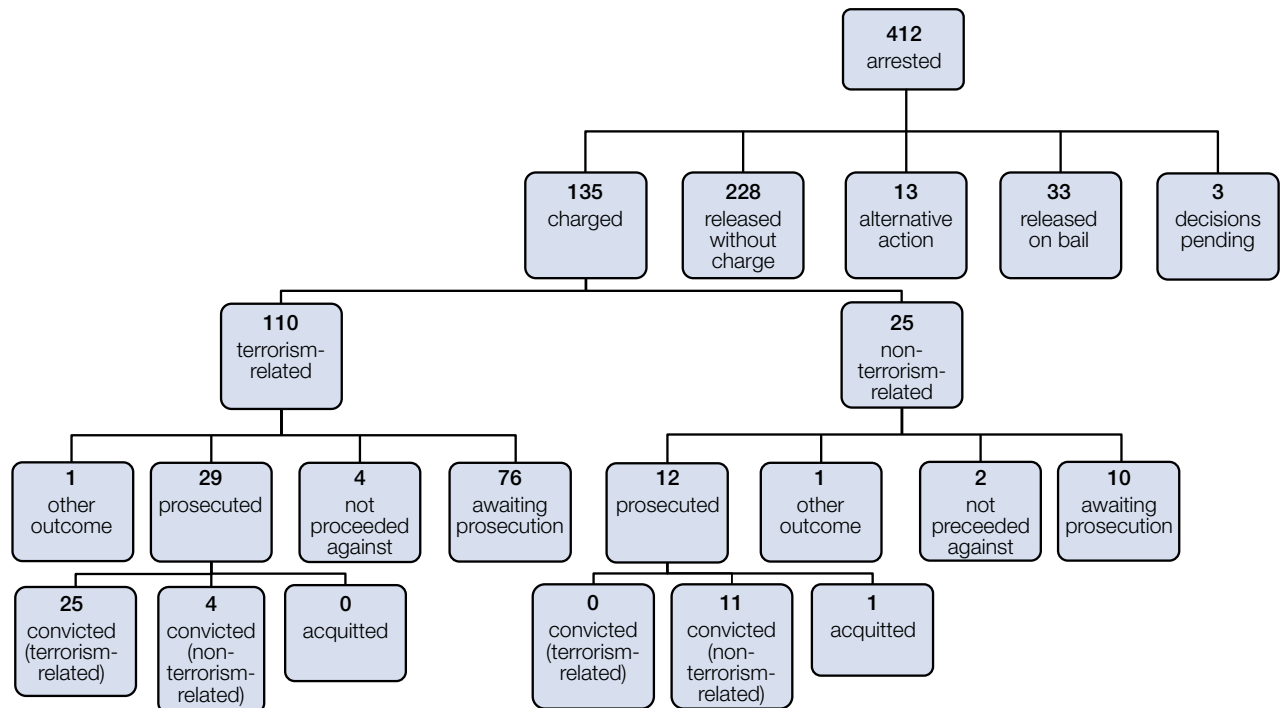 412
arrested
135
charged
228
released
without
charge
13
alternative
action
33
released
on bail
3
decisions
pending
110
terrorism-
related
25
non-
terrorism-
related
1
other
outcome
29
prosecuted
4
not
proceeded
against
76
awaiting
prosecution
12
prosecuted
1
other
outcome
2
not
preceeded
against
10
awaiting
prosecution
25
convicted
(terrorism-
related)
4
convicted
(non-
terrorism-
related)
0
acquitted
0
convicted
(terrorism-
related)
11
convicted
(non-
terrorism-
related)
1
acquitted